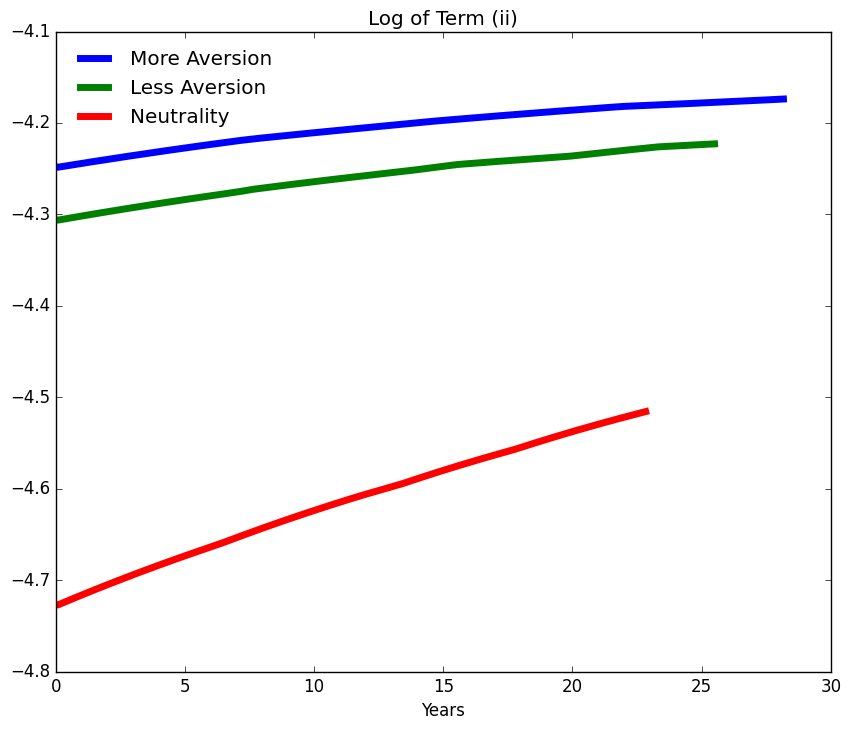 Log of Term (ii)
−4.1
More Aversion
Less Aversion
Neutrality
−4.2
−4.3
−4.4
−4.5
−4.6
−4.7
−4.8
0 5 10 15 20 25 30
Years